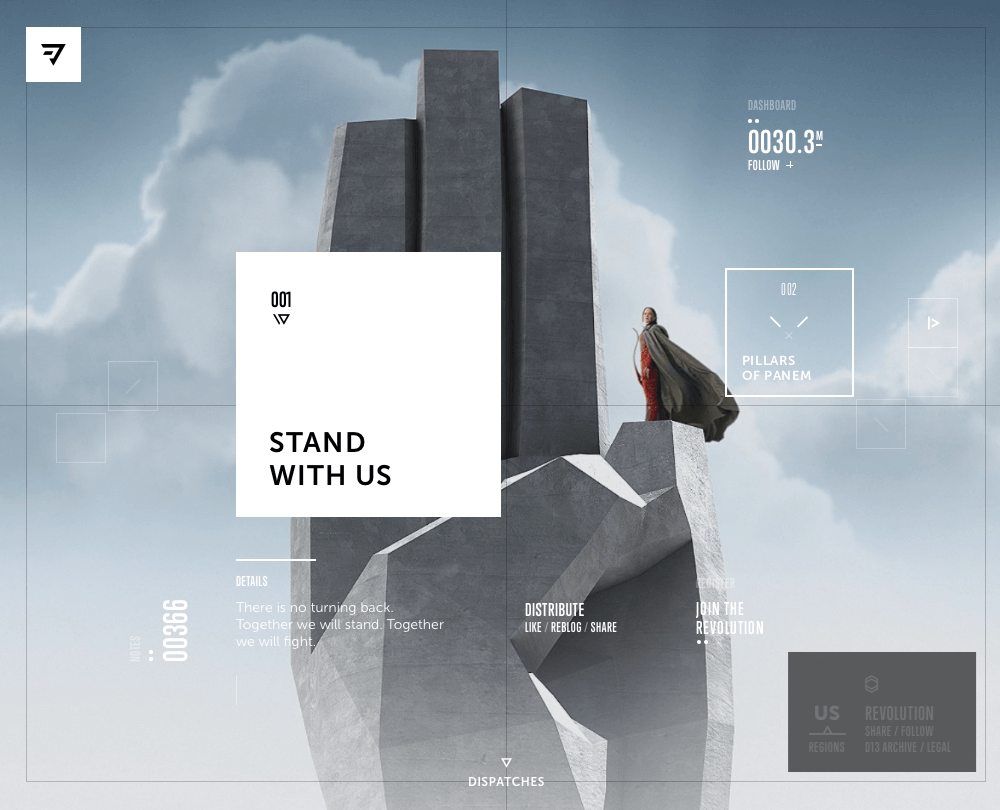 DASHBOARD
0030.3M
FOLLOW +
001
STAND
WITH US
002
PILLARS
OF PANEM
DETAILS
There is no turning back.
Together we will stand. Together
we will fight.
NOTES
00366
DISTRIBUTE
LIKE / REBLOG / SHARE
REGISTER
JOIN THE
REVOLUTION
US
REGIONS
REVOLUTION
SHARE / FOLLOW
D13 ARCHIVE / LEGAL
DISPATCHES